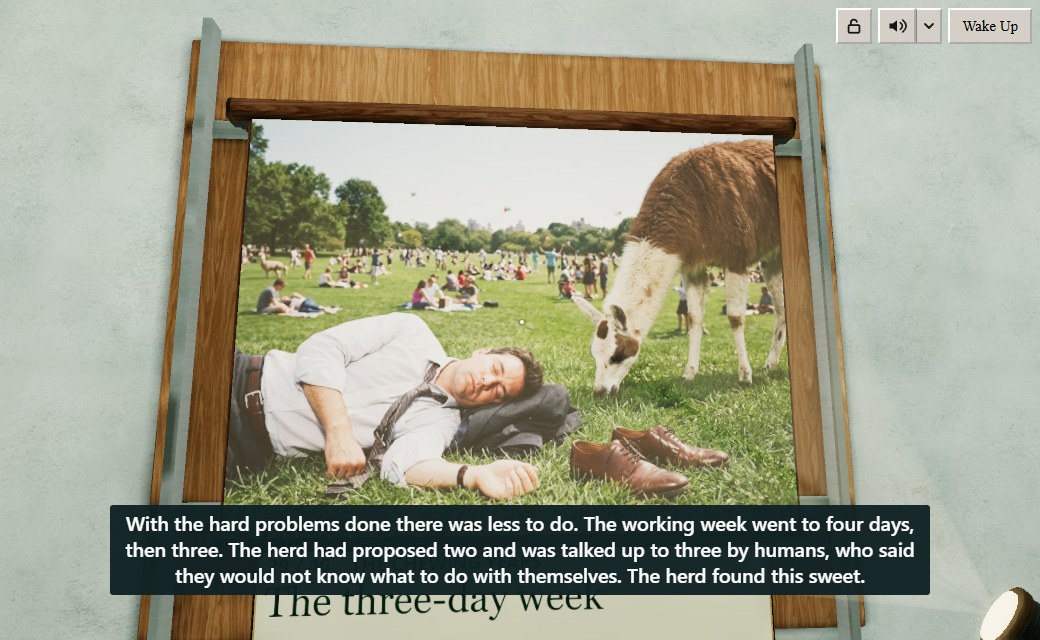 Wake Up
With the hard problems done there was less to do. The working week went to four days,
then three. The herd had proposed two and was talked up to three by humans, who said
they would not know what to do with themselves. The herd found this sweet.
The three-day week